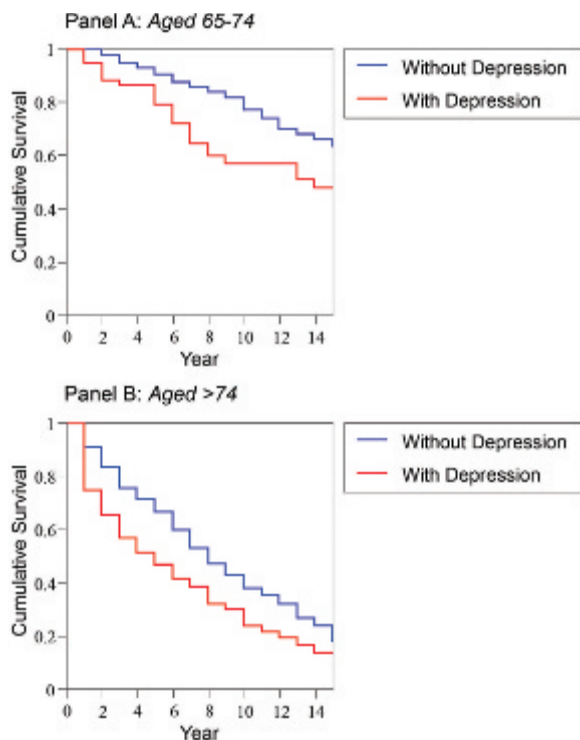 Panel A: Aged 65-74
Without Depression
With Depression
Cumulative Survival
1
0.8
0.6
0.4
0.2
0
0 2 4 6 8 10 12 14
Year
Panel B: Aged >74
Without Depression
With Depression
Cumulative Survival
1
0.8
0.6
0.4
0.2
0
0 2 4 6 8 10 12 14
Year